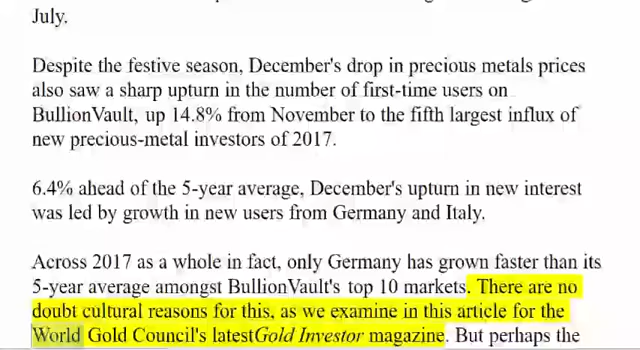 July.
Despite the festive season, December's drop in precious metals prices
also saw a sharp upturn in the number of first-time users on
BullionVault, up 14.8% from November to the fifth largest influx of
new precious-metal investors of 2017.
6.4% ahead of the 5-year average, December's upturn in new interest
was led by growth in new users from Germany and Italy.
Across 2017 as a whole in fact, only Germany has grown faster than its
5-year average amongst BullionVault's top 10 markets. There are no
doubt cultural reasons for this, as we examine in this article for the
World Gold Council's latestGold Investor magazine. But perhaps the